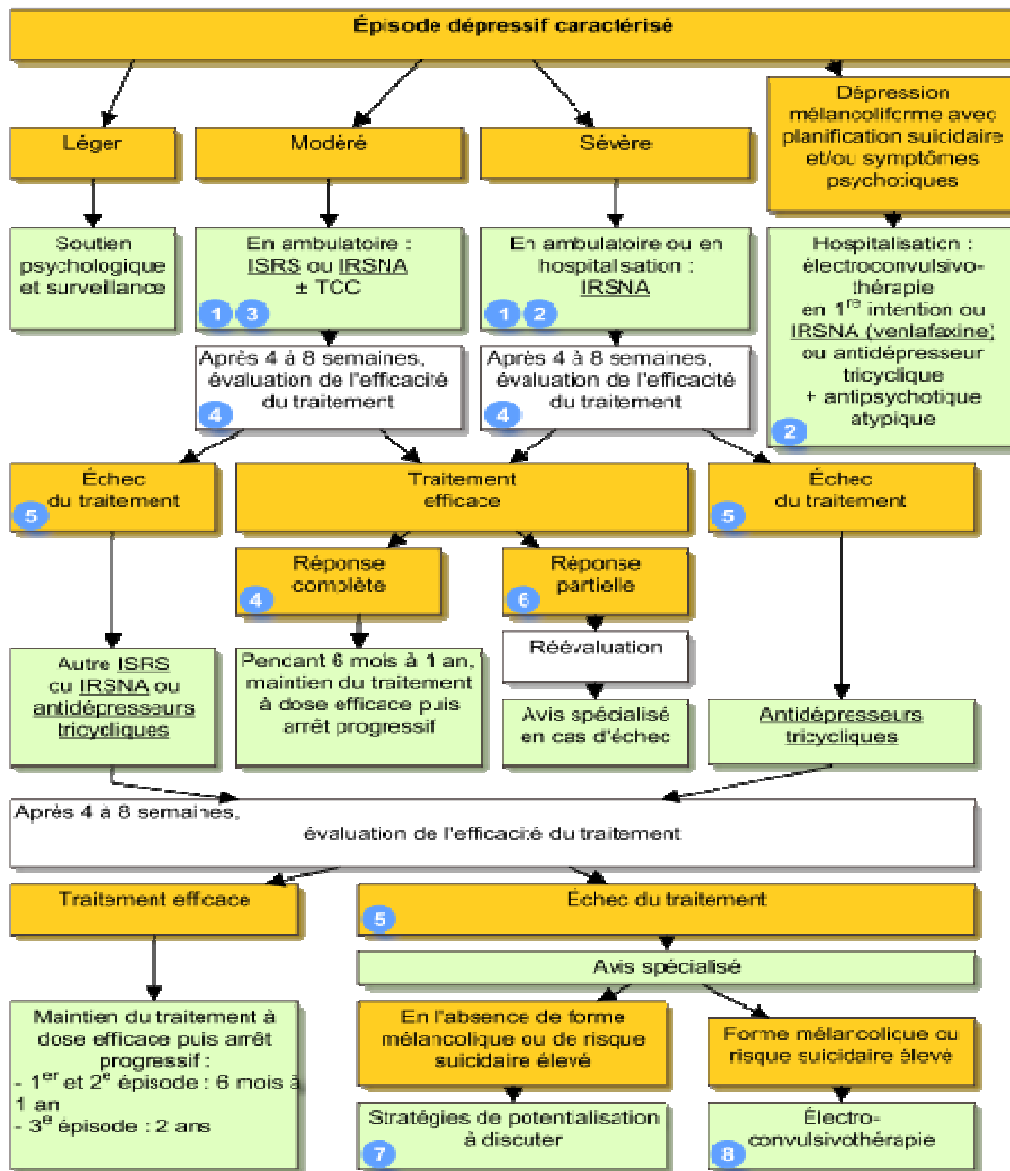 Épisode dépressif caractérisé
Léger
Modéré
Sévère
Dépression
mélancoliforme avec
planification suicidaire
et/ou symptômes
psychotiques
Soutien
psychologique
et surveillance
En ambulatoire :
ISRS ou IRSNA
± TCC
1 3
En ambulatoire ou en
hospitalisation :
IRSNA
1 2
Hospitalisation :
électroconvulsivo-
thérapie
en 1re intention ou
IRSNA (venlafaxine)
ou antidépresseur
tricyclique
+ antipsychotique
atypique
2
Après 4 à 8 semaines,
évaluation de l'efficacité
du traitement
4
Après 4 à 8 semaines,
évaluation de l'efficacité
du traitement
4
Échec
du traitement
5
Traitement
efficace
Échec
du traitement
5
Réponse
complète
4
Réponse
partielle
6
Réévaluation
Autre ISRS
ou IRSNA ou
antidépresseurs
tricycliques
Pendant 6 mois à 1 an,
maintien du traitement
à dose efficace puis
arrêt progressif
Avis spécialisé
en cas d'échec
Antidépresseurs
tricycliques
Après 4 à 8 semaines,
évaluation de l'efficacité du traitement
Traitement efficace
Échec du traitement
5
Avis spécialisé
Maintien du traitement à
dose efficace puis arrêt
progressif :
- 1er et 2e épisode : 6 mois à
1 an
- 3e épisode : 2 ans
En l'absence de forme
mélancolique ou de risque
suicidaire élevé
Forme mélancolique ou
risque suicidaire élevé
Stratégies de potentialisation
à discuter
7
Électro-
convulsivothérapie
8